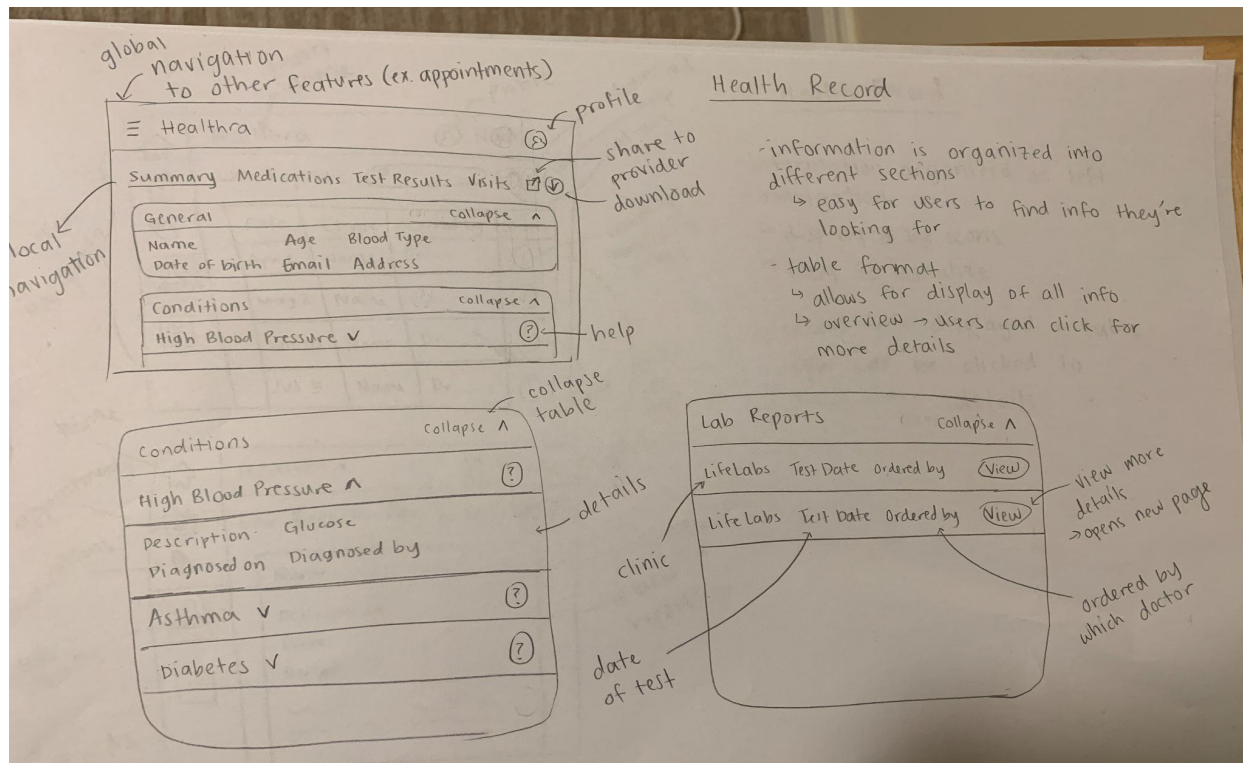 global
navigation
to other features (ex. appointments)
☰ Healthra
profile
share to
provider
download
Summary Medications Test Results Visits
local
navigation
General Collapse ^
Name Age Blood Type
Date of birth Email Address
Conditions Collapse ^
High Blood Pressure ∨ ?
help
Health Record
- information is organized into
different sections
↳ easy for users to find info they're
looking for
- table format
↳ allows for display of all info
↳ overview → users can click for
more details
collapse
table
Conditions Collapse ^
High Blood Pressure ^ ?
Description Glucose
Diagnosed on Diagnosed by
details
Asthma ∨ ?
Diabetes ∨ ?
Lab Reports Collapse ^
LifeLabs Test Date Ordered by View
LifeLabs Test Date Ordered by View
view more
details
→ opens new page
clinic
date
of test
ordered by
which doctor